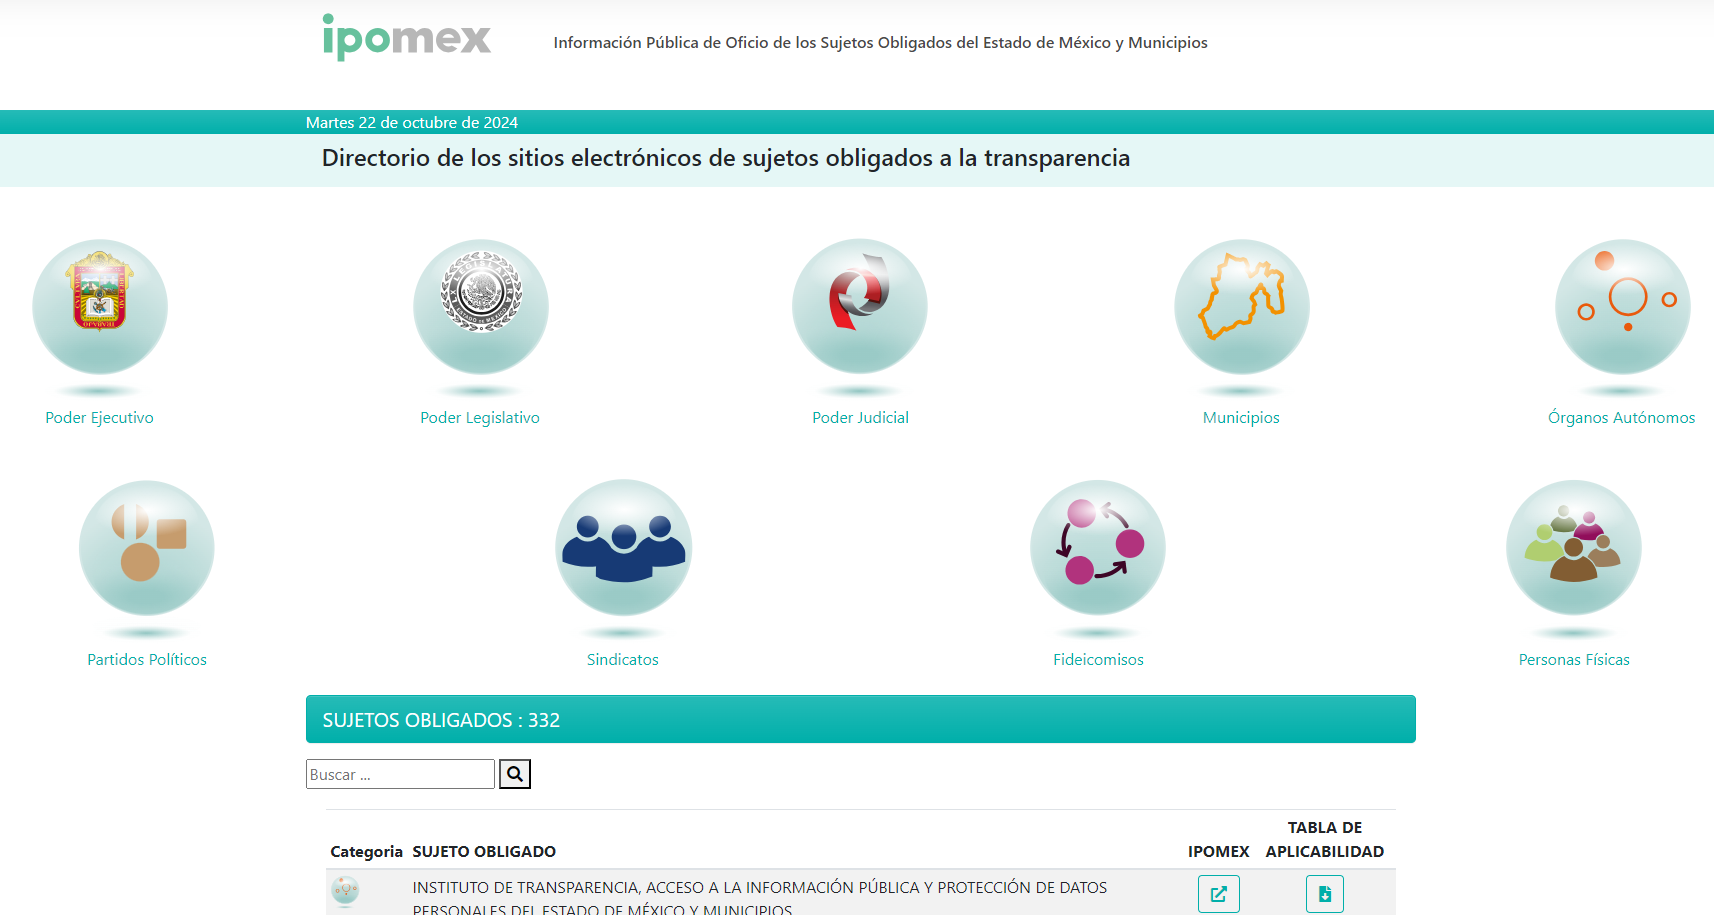 ipomex
Información Pública de Oficio de los Sujetos Obligados del Estado de México y Municipios
Martes 22 de octubre de 2024
Directorio de los sitios electrónicos de sujetos obligados a la transparencia
Poder Ejecutivo
Poder Legislativo
Poder Judicial
Municipios
Órganos Autónomos
Partidos Políticos
Sindicatos
Fideicomisos
Personas Físicas
SUJETOS OBLIGADOS : 332
Buscar ...
Categoria SUJETO OBLIGADO IPOMEX TABLA DE
APLICABILIDAD
INSTITUTO DE TRANSPARENCIA, ACCESO A LA INFORMACIÓN PÚBLICA Y PROTECCIÓN DE DATOS
PERSONALES DEL ESTADO DE MÉXICO Y MUNICIPIOS